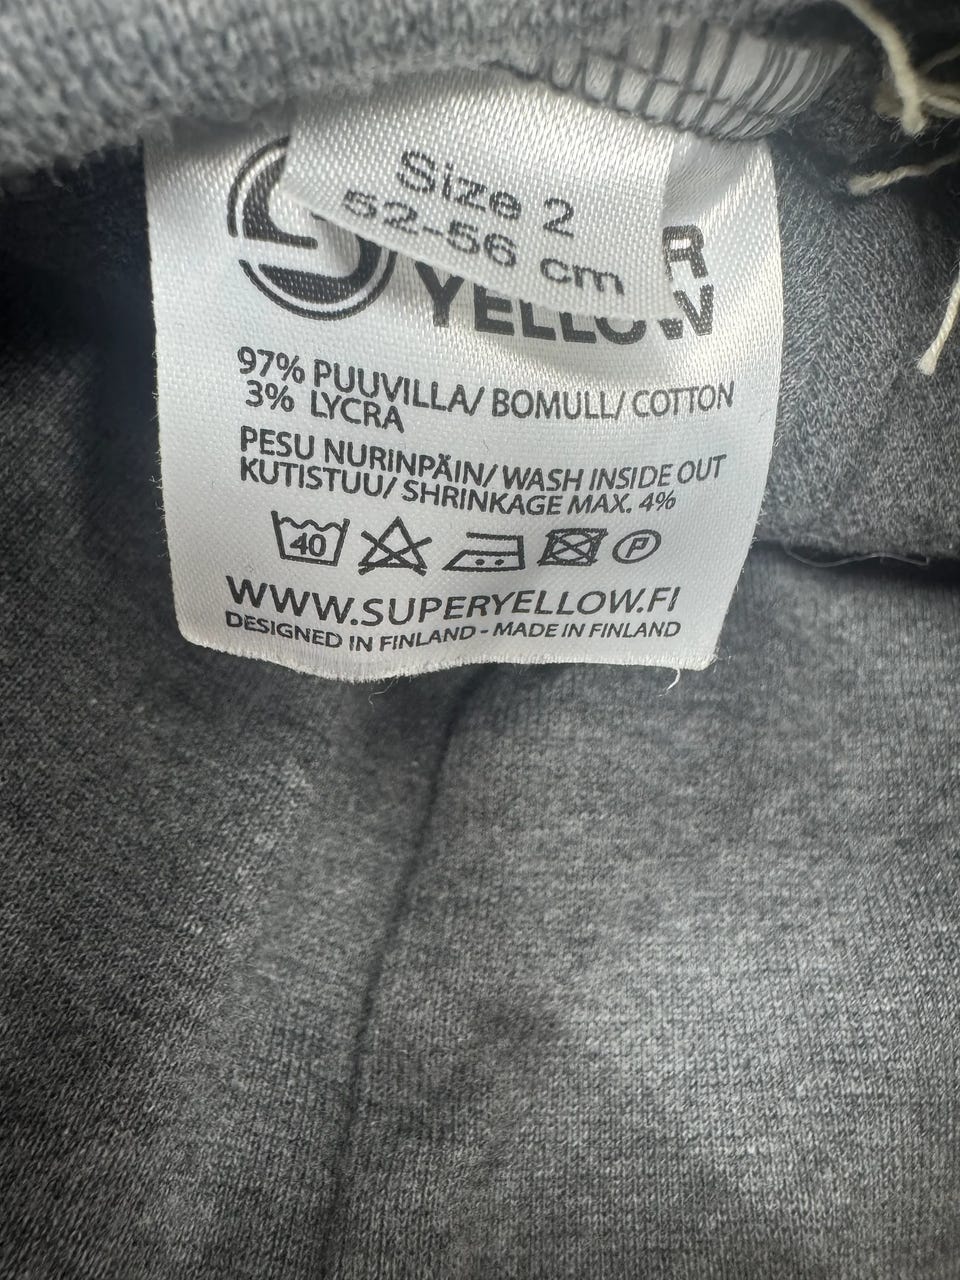 Size 2
52-56 cm
YELLOW
97% PUUVILLA/ BOMULL/ COTTON
3% LYCRA
PESU NURINPÄIN/ WASH INSIDE OUT
KUTISTUU/ SHRINKAGE MAX. 4%
40
P
WWW.SUPERYELLOW.FI
DESIGNED IN FINLAND - MADE IN FINLAND